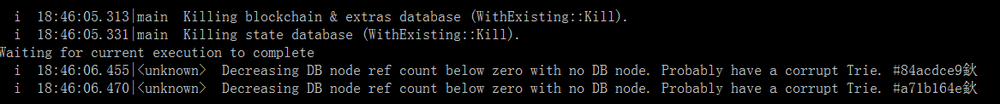 i 18:46:05.313|main Killing blockchain & extras database (WithExisting::Kill).
i 18:46:05.331|main Killing state database (WithExisting::Kill).
Waiting for current execution to complete
i 18:46:06.455|<unknown> Decreasing DB node ref count below zero with no DB node. Probably have a corrupt Trie. #84acdce9鈥
i 18:46:06.470|<unknown> Decreasing DB node ref count below zero with no DB node. Probably have a corrupt Trie. #a71b164e鈥